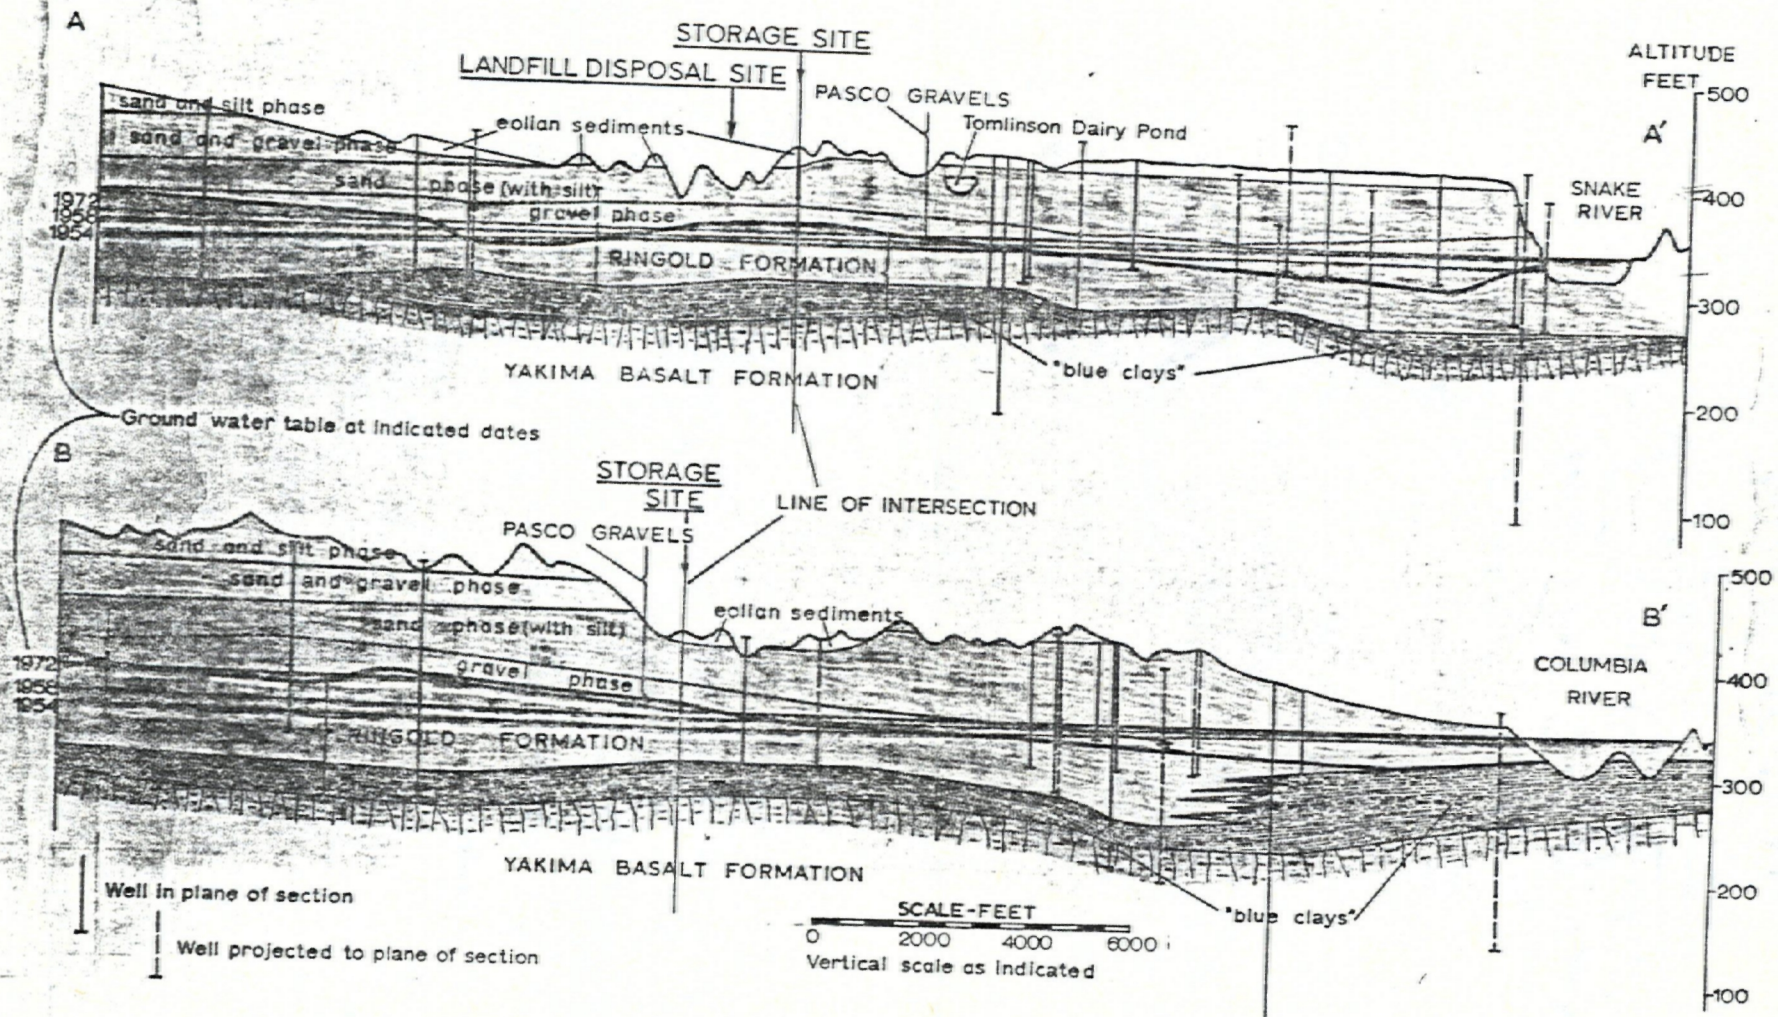 A
STORAGE SITE
LANDFILL DISPOSAL SITE
PASCO GRAVELS
Tomlinson Dairy Pond
ALTITUDE
FEET
500
A'
sand and silt phase
eolian sediments
sand and gravel phase
sand phase (with silt)
gravel phase
1972
1958
1954
SNAKE
RIVER
400
RINGOLD FORMATION
300
YAKIMA BASALT FORMATION
"blue clays"
200
Ground water table at indicated dates
B
STORAGE
SITE
LINE OF INTERSECTION
100
PASCO GRAVELS
500
sand and silt phase
sand and gravel phase
eolian sediments
B'
sand phase (with silt)
gravel phase
1972
1958
1954
COLUMBIA
RIVER
400
RINGOLD FORMATION
300
YAKIMA BASALT FORMATION
200
Well in plane of section
SCALE-FEET
0 2000 4000 6000
"blue clays"
Well projected to plane of section
Vertical scale as indicated
100